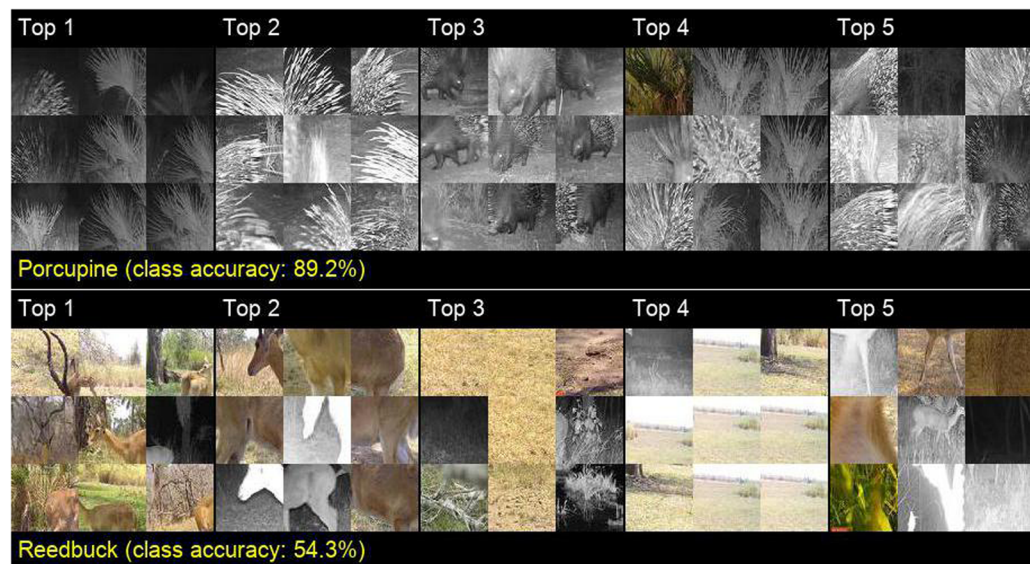 Top 1 Top 2 Top 3 Top 4 Top 5
Porcupine (class accuracy: 89.2%)
Top 1 Top 2 Top 3 Top 4 Top 5
Reedbuck (class accuracy: 54.3%)